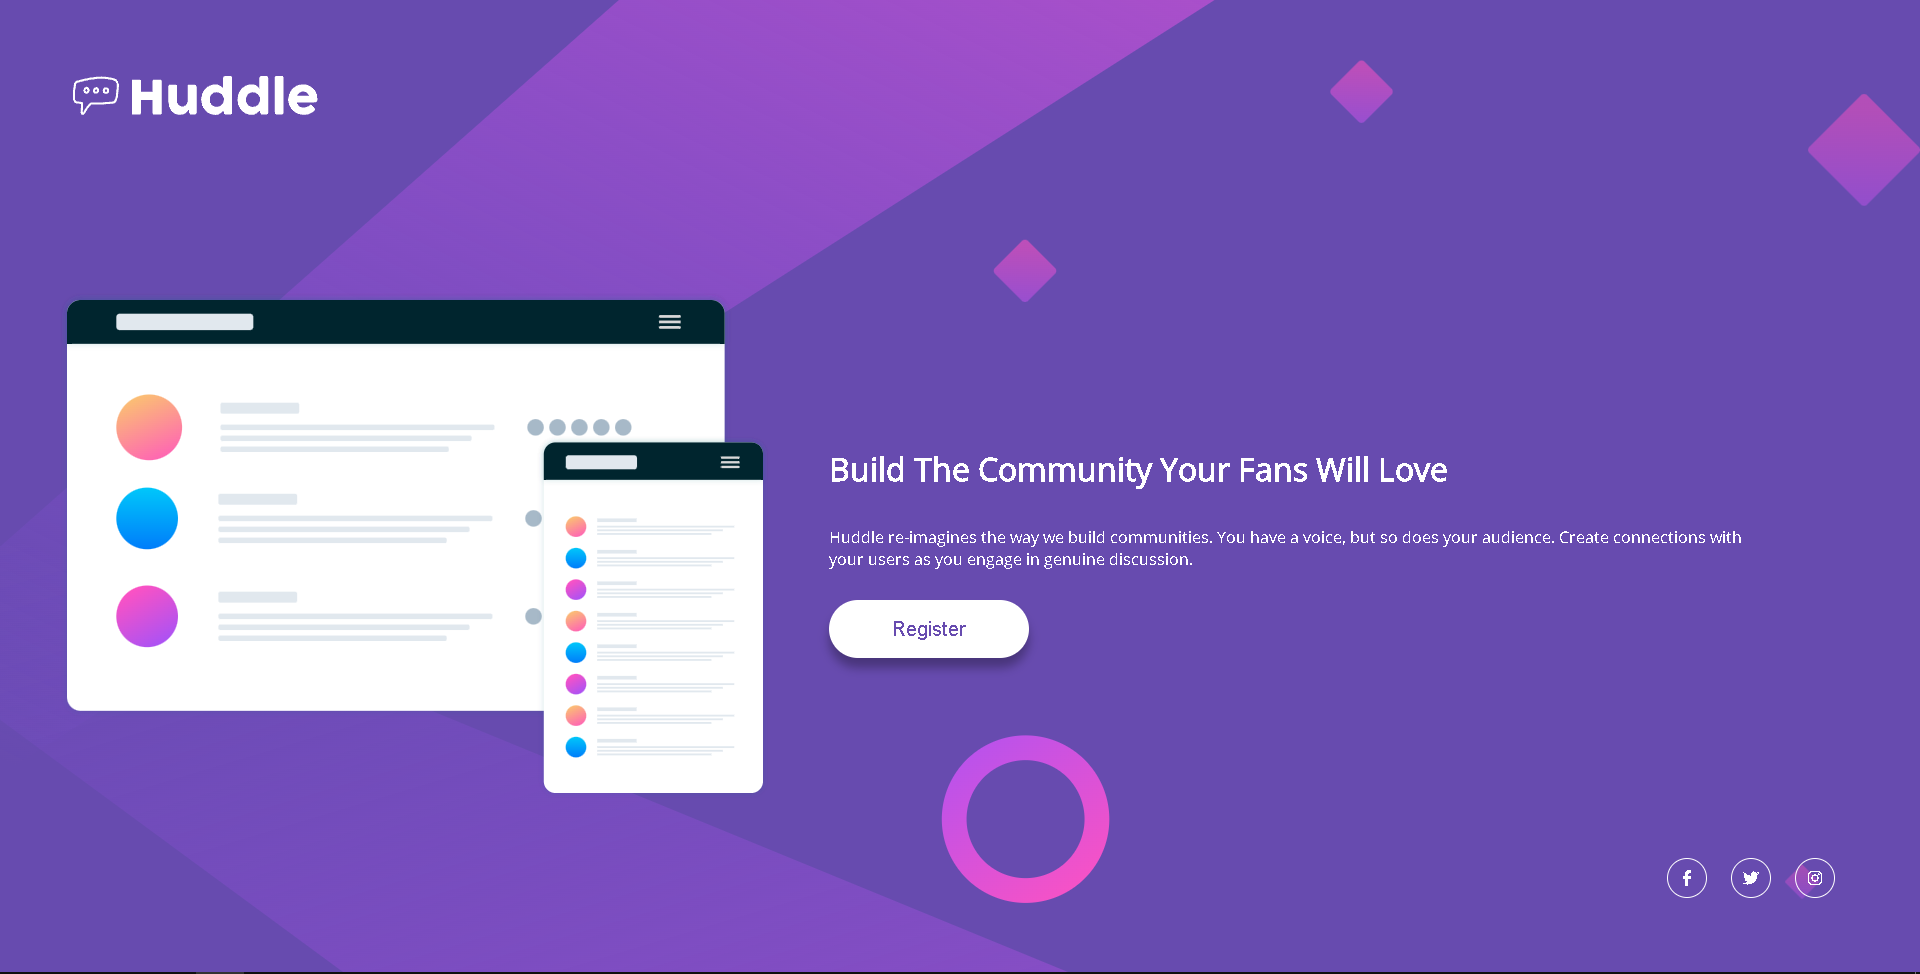 Huddle
Build The Community Your Fans Will Love
Huddle re-imagines the way we build communities. You have a voice, but so does your audience. Create connections with
your users as you engage in genuine discussion.
Register